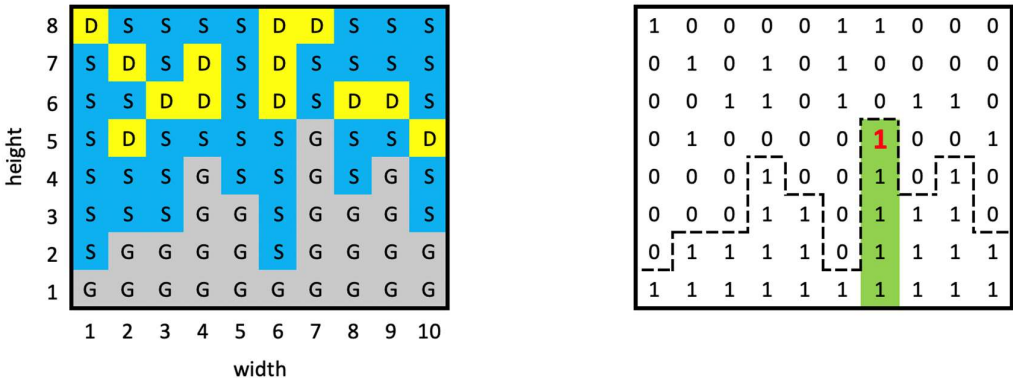 height
8 D S S S S D D S S S
7 S D S D S D S S S S
6 S S D D S D S D D S
5 S D S S S S G S S D
4 S S S G S S G S G S
3 S S S G G S G G G S
2 S G G G G S G G G G
1 G G G G G G G G G G
1 2 3 4 5 6 7 8 9 10
width
1 0 0 0 0 1 1 0 0 0
0 1 0 1 0 1 0 0 0 0
0 0 1 1 0 1 0 1 1 0
0 1 0 0 0 0 1 0 0 1
0 0 0 1 0 0 1 0 1 0
0 0 0 1 1 0 1 1 1 0
0 1 1 1 1 0 1 1 1 1
1 1 1 1 1 1 1 1 1 1